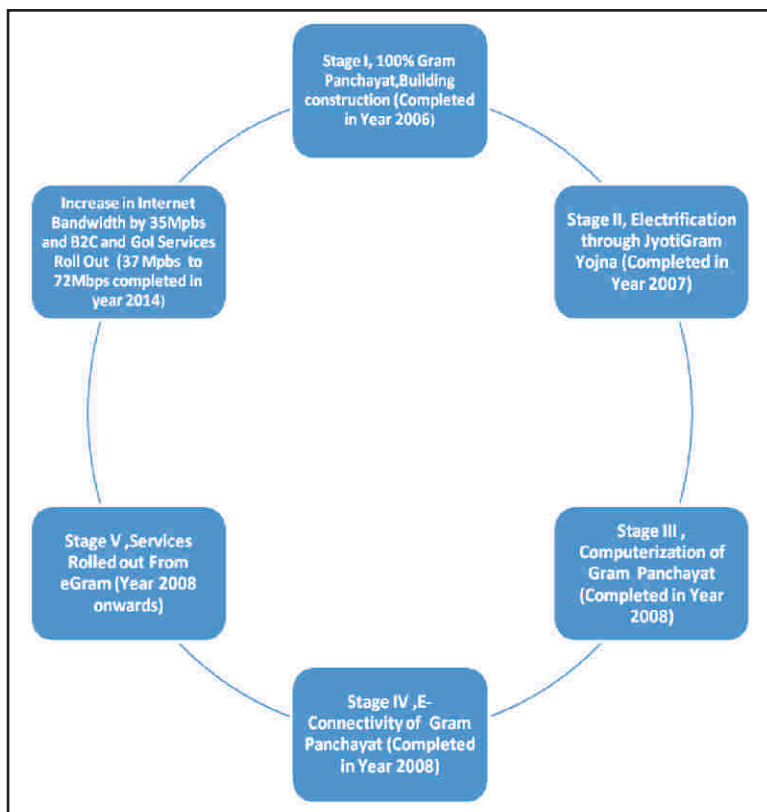 Stage I, 100% Gram
Panchayat,Building
construction (Completed
in Year 2006)
Stage II, Electrification
through JyotiGram
Yojna (Completed in
Year 2007)
Stage III ,
Computerization of
Gram Panchayat
(Completed in Year
2008)
Stage IV ,E-
Connectivity of Gram
Panchayat (Completed
in Year 2008)
Stage V ,Services
Rolled out From
eGram (Year 2008
onwards)
Increase in Internet
Bandwidth by 35Mpbs
and B2C and GoI Services
Roll Out (37 Mpbs to
72Mbps completed in
year 2014)